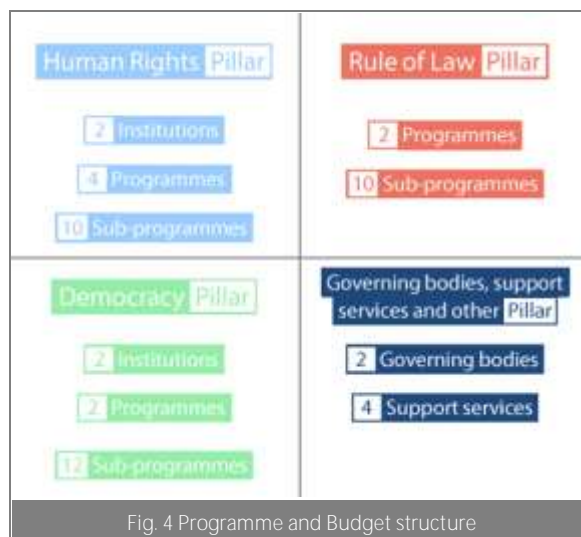 Human Rights Pillar
2 Institutions
4 Programmes
10 Sub-programmes
Rule of Law Pillar
2 Programmes
10 Sub-programmes
Democracy Pillar
2 Institutions
2 Programmes
12 Sub-programmes
Governing bodies, support
services and other Pillar
2 Governing bodies
4 Support services
Fig. 4 Programme and Budget structure